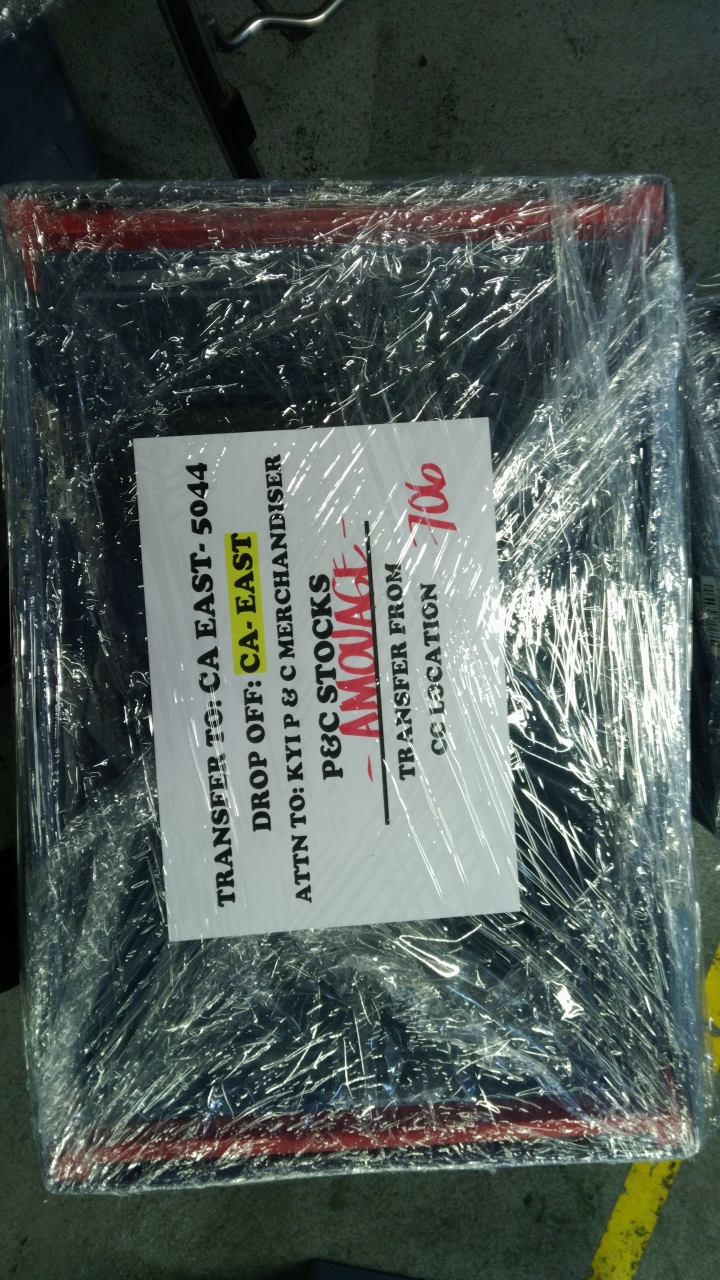 TRANSFER TO: CA EAST- 5044
DROP OFF: CA- EAST
ATTN TO: KYI P & C MERCHANDISER
P&C STOCKS
- AMOUAGE -
TRANSFER FROM
CC LOCATION 706